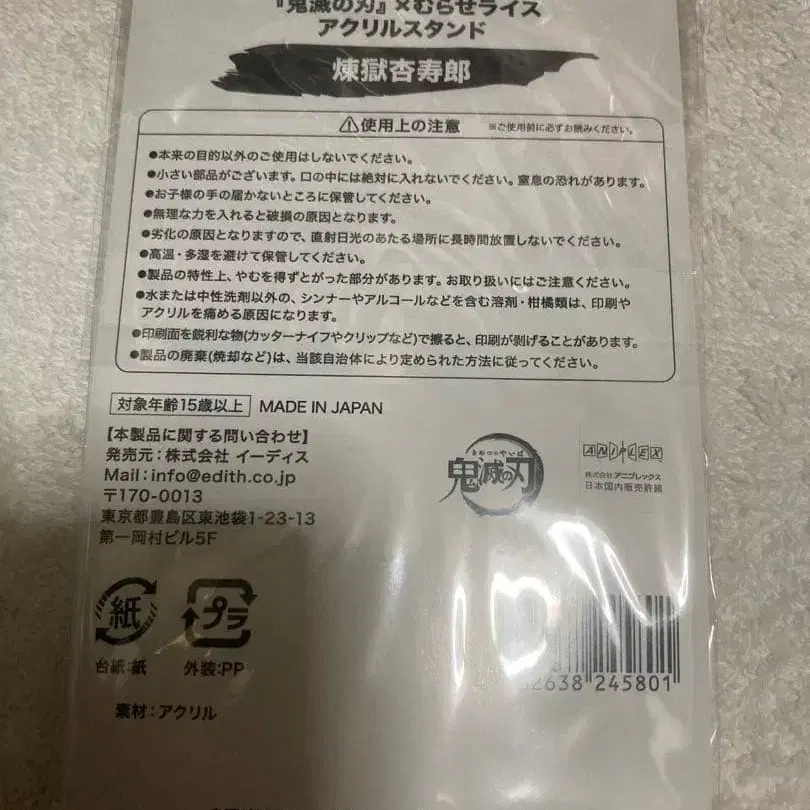 『鬼滅の刃』×むらせライス
アクリルスタンド
煉獄杏寿郎
⚠使用上の注意 ※ご使用前に必ずお読みください。
●本来の目的以外のご使用はしないでください。
●小さい部品がございます。口の中には絶対に入れないでください。窒息の恐れがあります。
●お子様の手の届かないところに保管してください。
●無理な力を入れると破損の原因となります。
●劣化の原因となりますので、直射日光のあたる場所に長時間放置しないでください。
●高温・多湿を避けて保管してください。
●製品の特性上、やむを得ずとがった部分があります。お取り扱いにはご注意ください。
●水または中性洗剤以外の、シンナーやアルコールなどを含む溶剤・柑橘類は、印刷や
アクリルを痛める原因になります。
●印刷面を鋭利な物(カッターナイフやクリップなど)で擦ると、印刷が剥げることがあります。
●製品の廃棄(焼却など)は、当該自治体により定められた方法に従ってください。
対象年齢15歳以上 MADE IN JAPAN
【本製品に関する問い合わせ】
発売元:株式会社 イーディス
Mail:info@edith.co.jp
〒170-0013
東京都豊島区東池袋1-23-13
第一岡村ビル5F
きめつのやいば
鬼滅の刃
ANIPLEX
株式会社アニプレックス
日本国内販売許諾
紙
プラ
台紙:紙 外装:PP
素材:アクリル
2638 245801